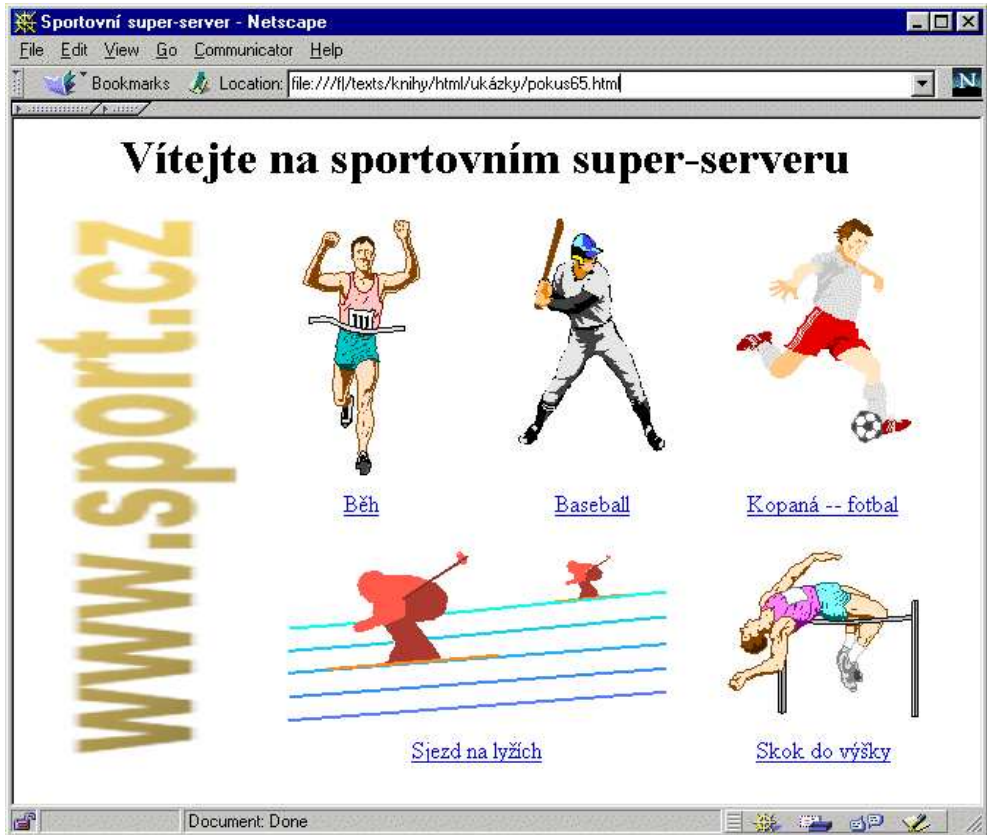 Sportovní super-server - Netscape
File Edit View Go Communicator Help
Bookmarks Location: file:///f|/texts/knihy/html/ukázky/pokus65.html
N
Vítejte na sportovním super-serveru
www.sport.cz
111
Běh Baseball Kopaná -- fotbal
Sjezd na lyžích Skok do výšky
Document: Done